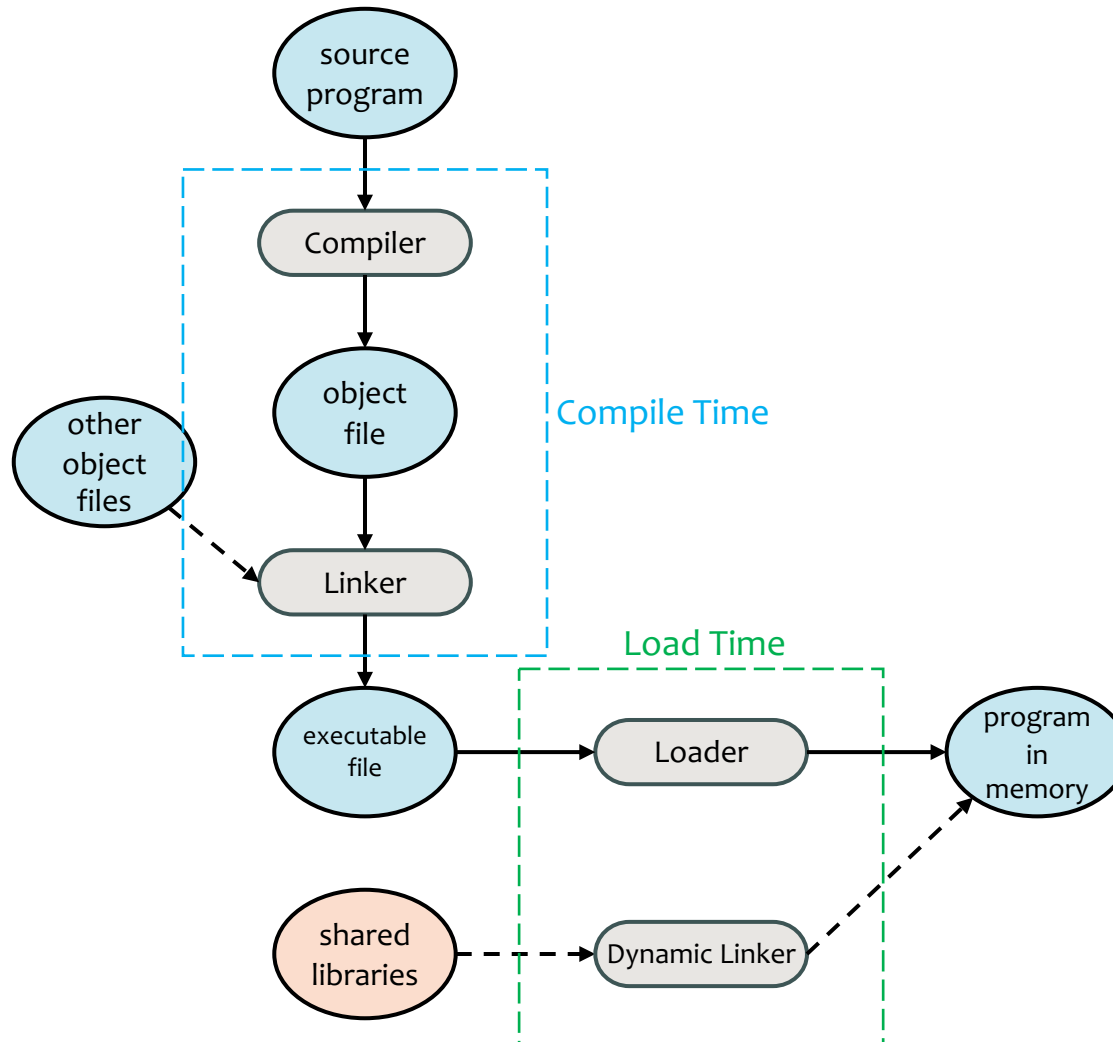 source
program
Compiler
object
file
Compile Time
other
object
files
Linker
Load Time
executable
file
Loader
program
in
memory
shared
libraries
Dynamic Linker